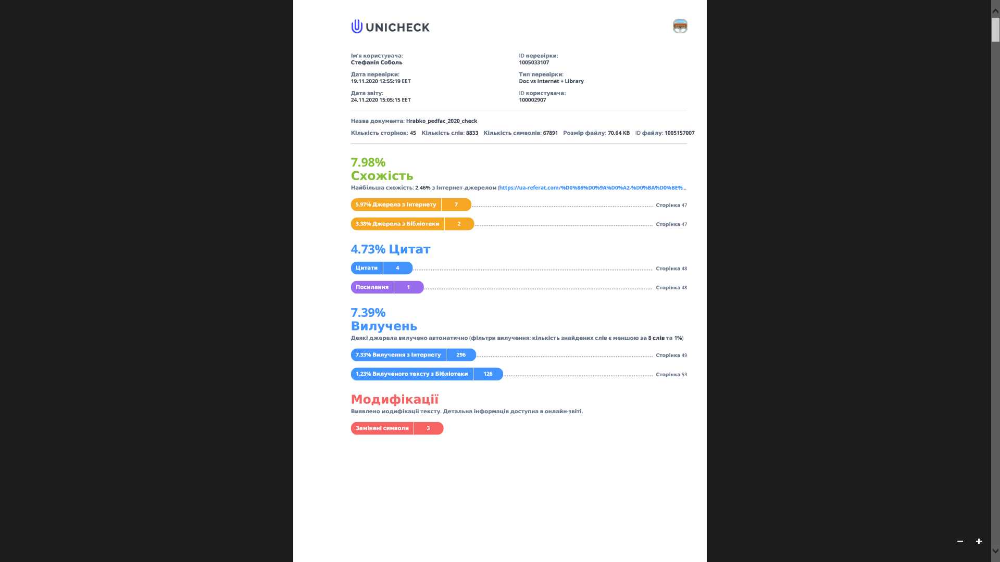 UNICHECK
Ім'я користувача:
Стефанія Соболь
ID перевірки:
1005033107
Дата перевірки:
19.11.2020 12:55:19 EET
Тип перевірки:
Doc vs Internet + Library
Дата звіту:
24.11.2020 15:05:15 EET
ID користувача:
100002907
Назва документа: Hrabko_pedfac_2020_check
Кількість сторінок: 45 Кількість слів: 8833 Кількість символів: 67891 Розмір файлу: 70.64 KB ID файлу: 1005157007
7.98%
Схожість
Найбільша схожість: 2.46% з Інтернет-джерелом (https://ua-referat.com/%D0%86%D0%9A%D0%A2-%D0%BA%D0%BE%...
5.97% Джерела з Інтернету 7 Сторінка 47
3.38% Джерела з Бібліотеки 2 Сторінка 47
4.73% Цитат
Цитати 4 Сторінка 48
Посилання 1 Сторінка 48
7.39%
Вилучень
Деякі джерела вилучено автоматично (фільтри вилучення: кількість знайдених слів є меншою за 8 слів та 1%)
7.33% Вилучення з Інтернету 296 Сторінка 49
1.23% Вилученого тексту з Бібліотеки 126 Сторінка 53
Модифікації
Виявлено модифікації тексту. Детальна інформація доступна в онлайн-звіті.
Замінені символи 3